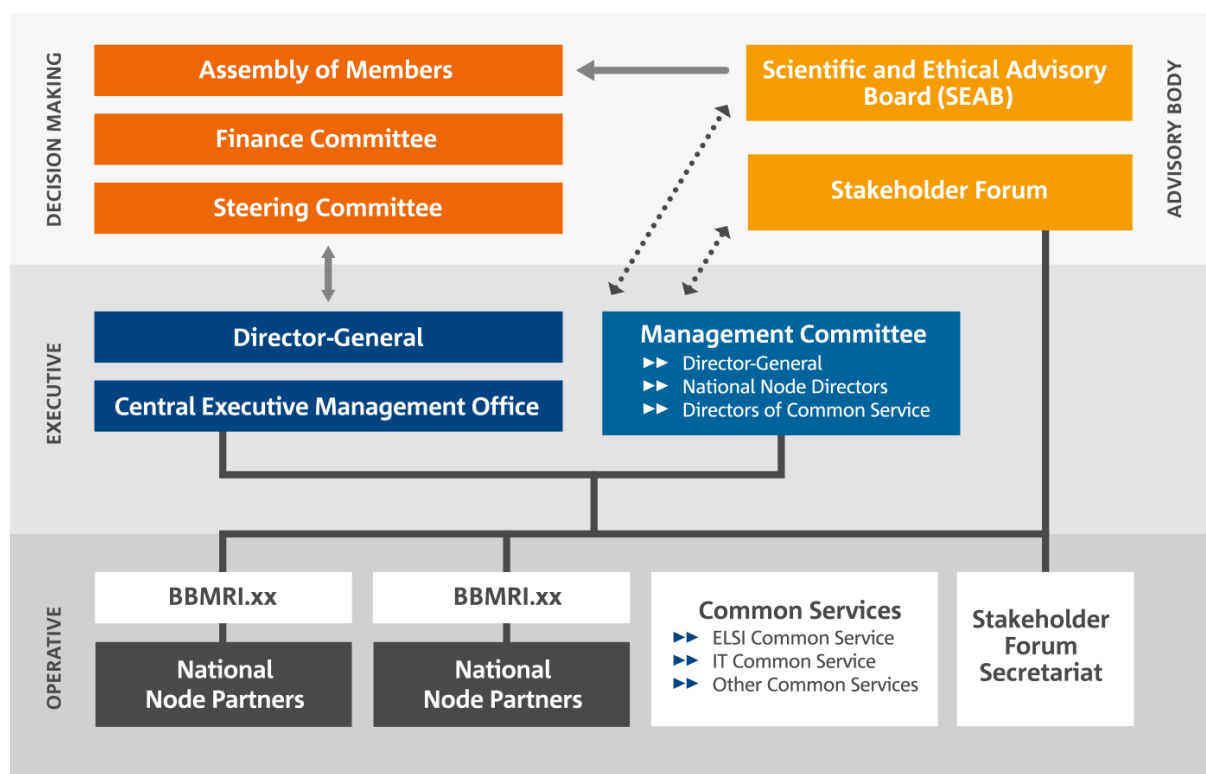 DECISION MAKING
Assembly of Members
Finance Committee
Steering Committee
Scientific and Ethical Advisory
Board (SEAB)
Stakeholder Forum
ADVISORY BODY
EXECUTIVE
Director-General
Central Executive Management Office
Management Committee
Director-General
National Node Directors
Directors of Common Service
OPERATIVE
BBMRI.xx
National
Node Partners
BBMRI.xx
National
Node Partners
Common Services
ELSI Common Service
IT Common Service
Other Common Services
Stakeholder
Forum
Secretariat